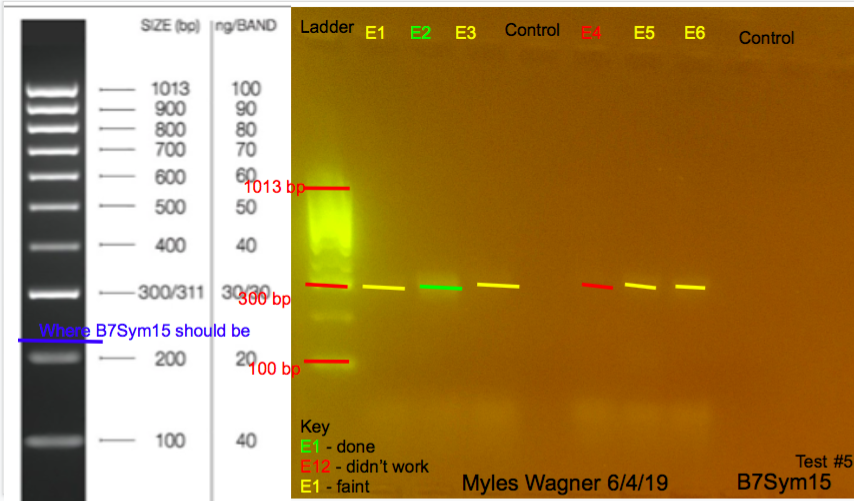 SIZE (bp) ng/BAND
1013 100
900 90
800 80
700 70
600 60
500 50
400 40
300/311 30/30
Where B7Sym15 should be
200 20
100 40
Ladder E1 E2 E3 Control E4 E5 E6 Control
1013 bp
300 bp
100 bp
Key
E1 - done
E12 - didn't work
E1 - faint
Myles Wagner 6/4/19
Test #5
B7Sym15